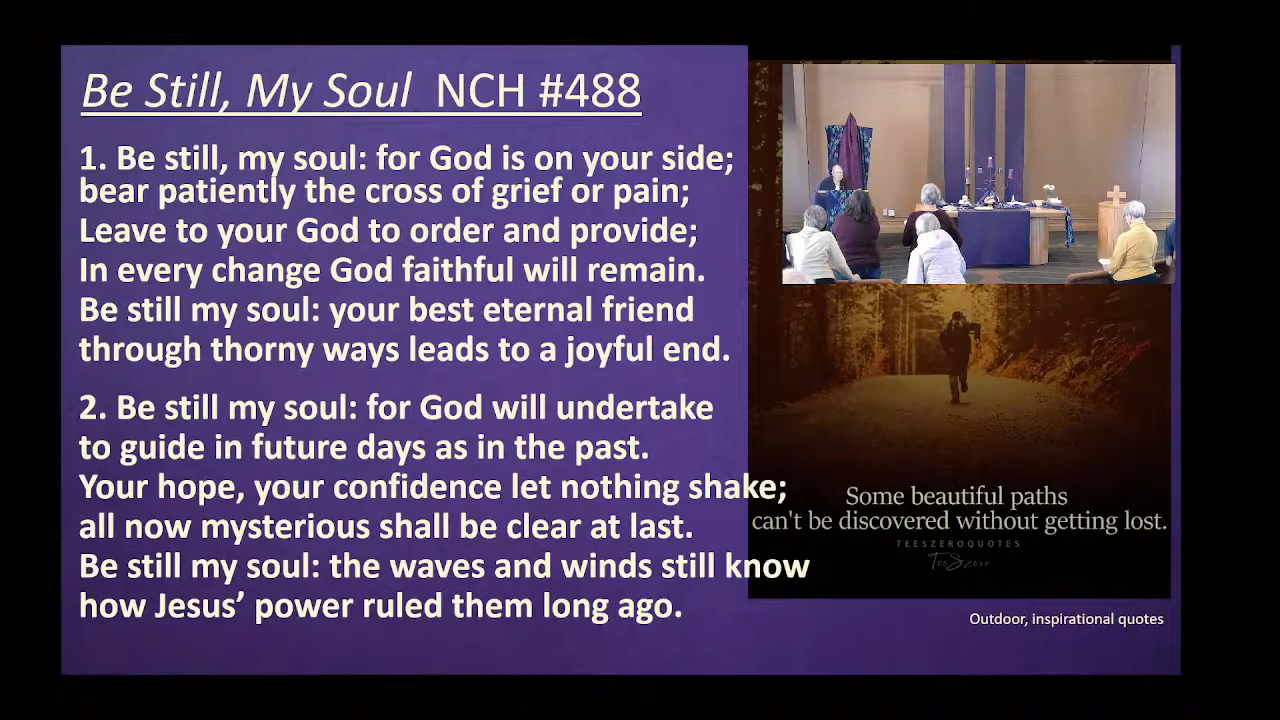 Be Still, My Soul NCH #488
1. Be still, my soul: for God is on your side;
bear patiently the cross of grief or pain;
Leave to your God to order and provide;
In every change God faithful will remain.
Be still my soul: your best eternal friend
through thorny ways leads to a joyful end.
2. Be still my soul: for God will undertake
to guide in future days as in the past.
Your hope, your confidence let nothing shake;
all now mysterious shall be clear at last.
Be still my soul: the waves and winds still know
how Jesus’ power ruled them long ago.
Some beautiful paths
can't be discovered without getting lost.
TEESZEROQUOTES
TeeSzero
Outdoor, inspirational quotes